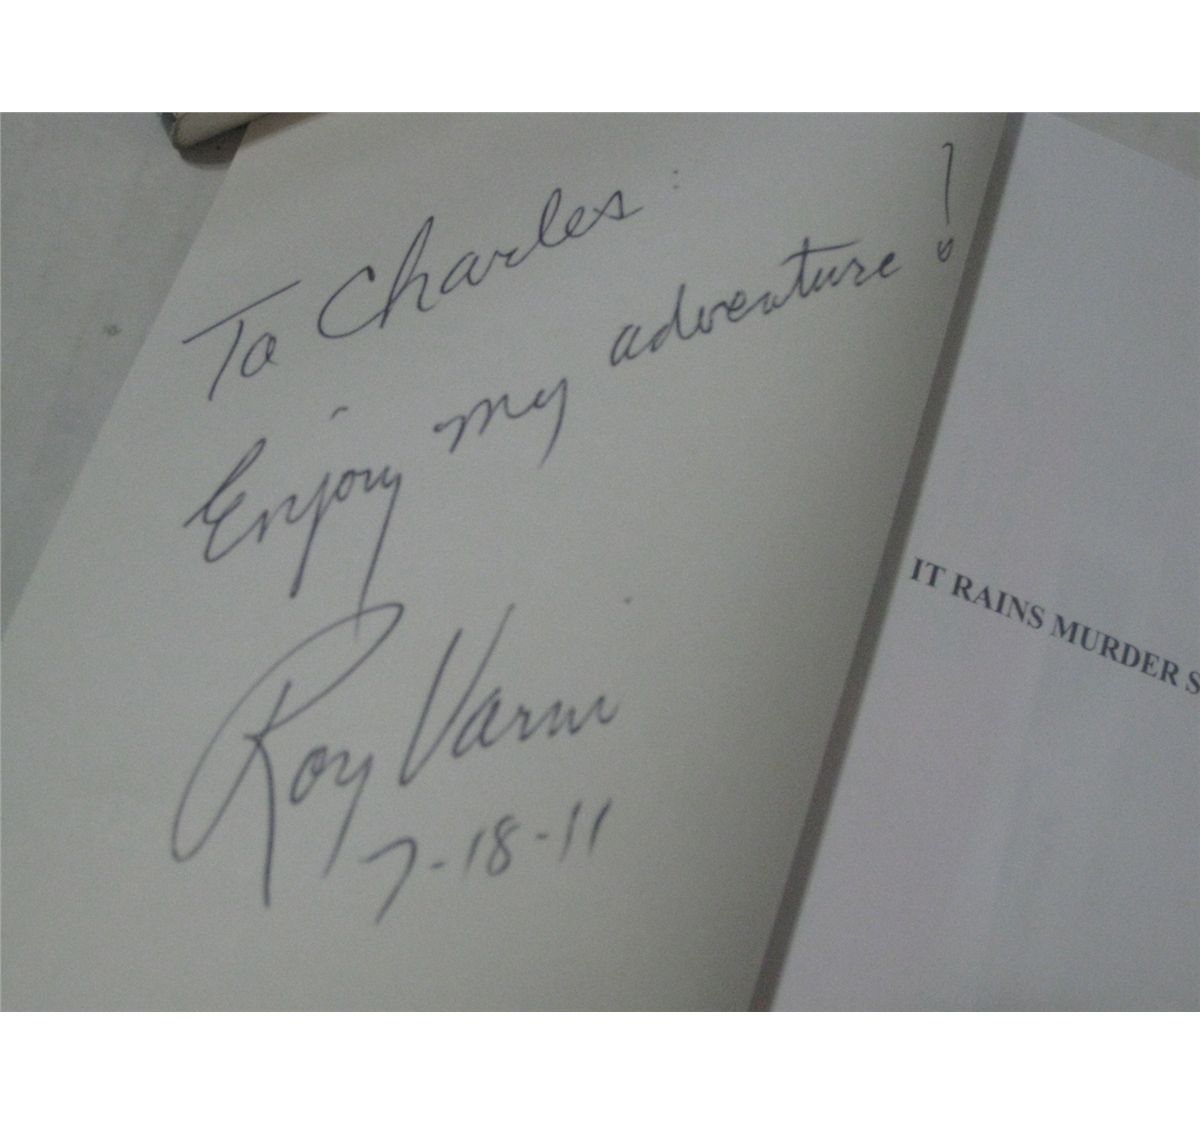 To Charles:
Enjoy my adventure!
Roy Varni
7-18-11
IT RAINS MURDER S